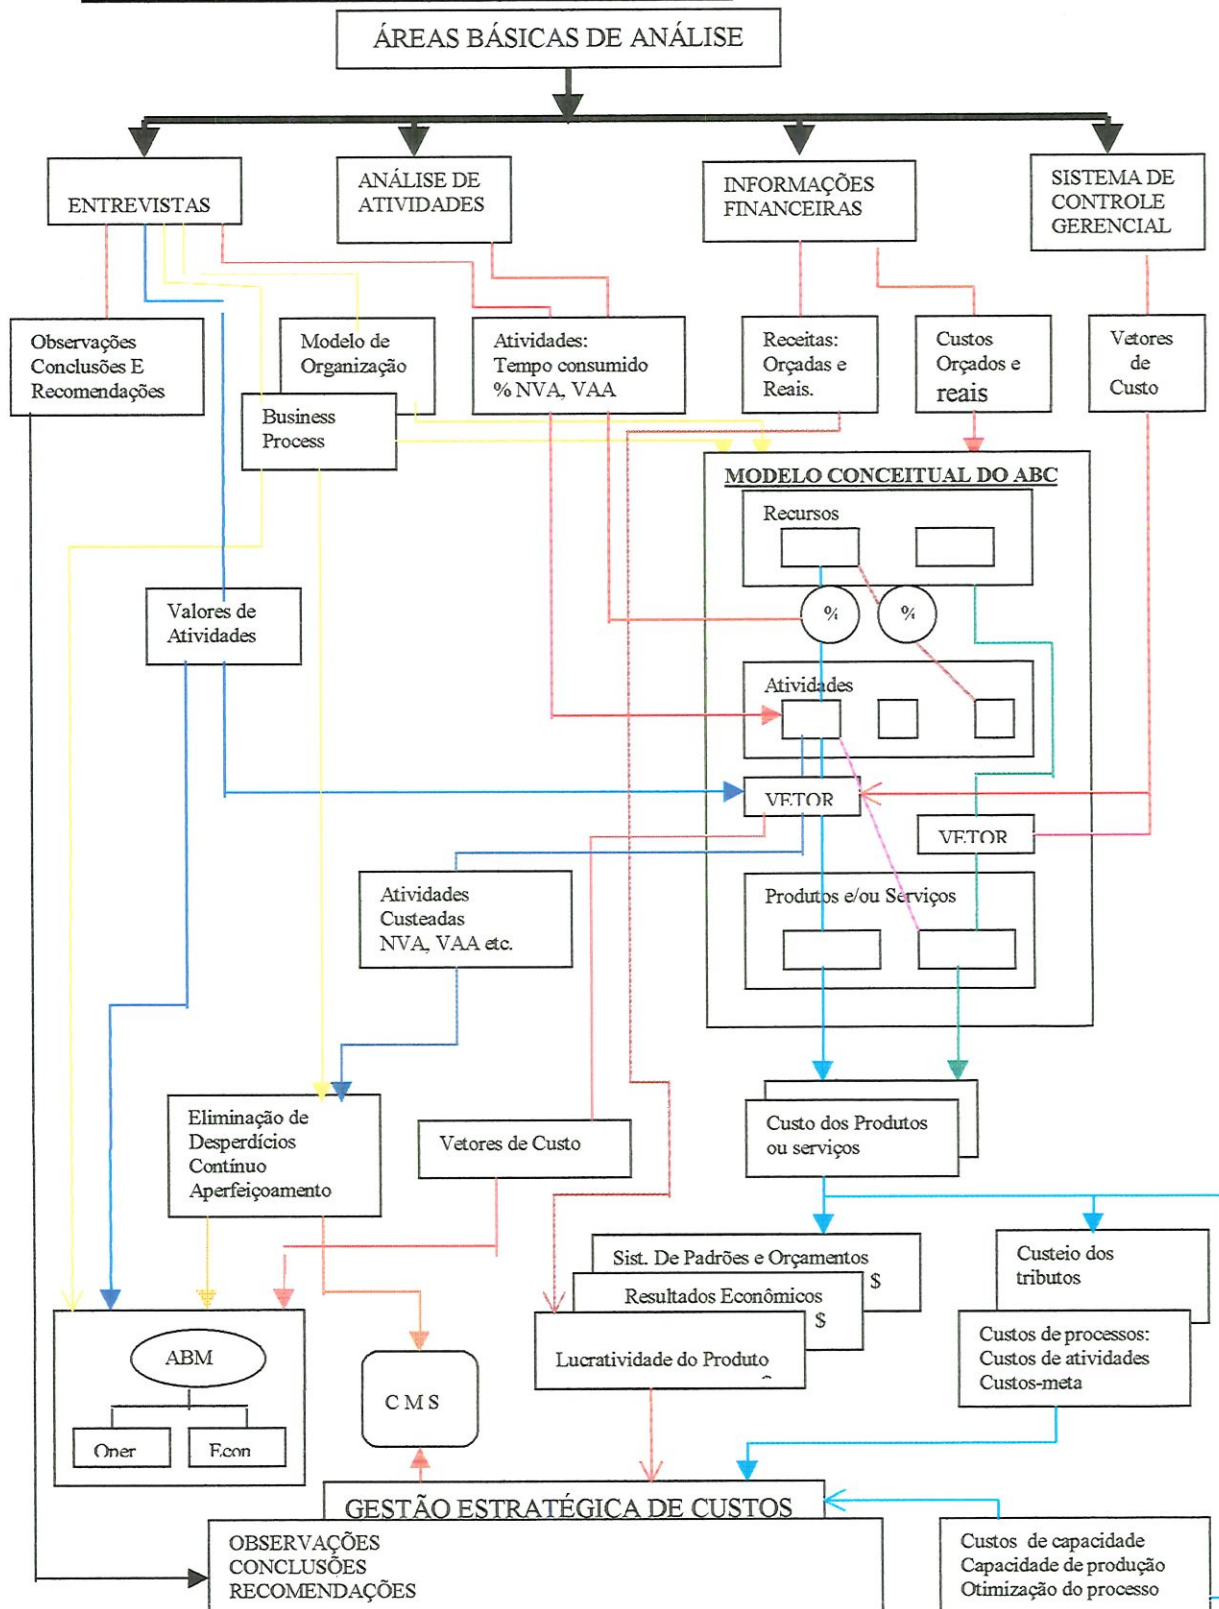 ÁREAS BÁSICAS DE ANÁLISE
ENTREVISTAS
ANÁLISE DE
ATIVIDADES
INFORMAÇÕES
FINANCEIRAS
SISTEMA DE
CONTROLE
GERENCIAL
Observações
Conclusões E
Recomendações
Modelo de
Organização
Business
Process
Atividades:
Tempo consumido
% NVA, VAA
Receitas:
Orçadas e
Reais.
Custos
Orçados e
reais
Vetores
de
Custo
MODELO CONCEITUAL DO ABC
Recursos
%
%
Valores de
Atividades
Atividades
VETOR
VETOR
Atividades
Custeadas
NVA, VAA etc.
Produtos e/ou Serviços
Eliminação de
Desperdícios
Contínuo
Aperfeiçoamento
Vetores de Custo
Custo dos Produtos
ou serviços
Sist. De Padrões e Orçamentos
$
Resultados Econômicos
$
Lucratividade do Produto
Custeio dos
tributos
Custos de processos:
Custos de atividades
Custos-meta
ABM
Oper
Econ
C M S
GESTÃO ESTRATÉGICA DE CUSTOS
OBSERVAÇÕES
CONCLUSÕES
RECOMENDAÇÕES
Custos de capacidade
Capacidade de produção
Otimização do processo